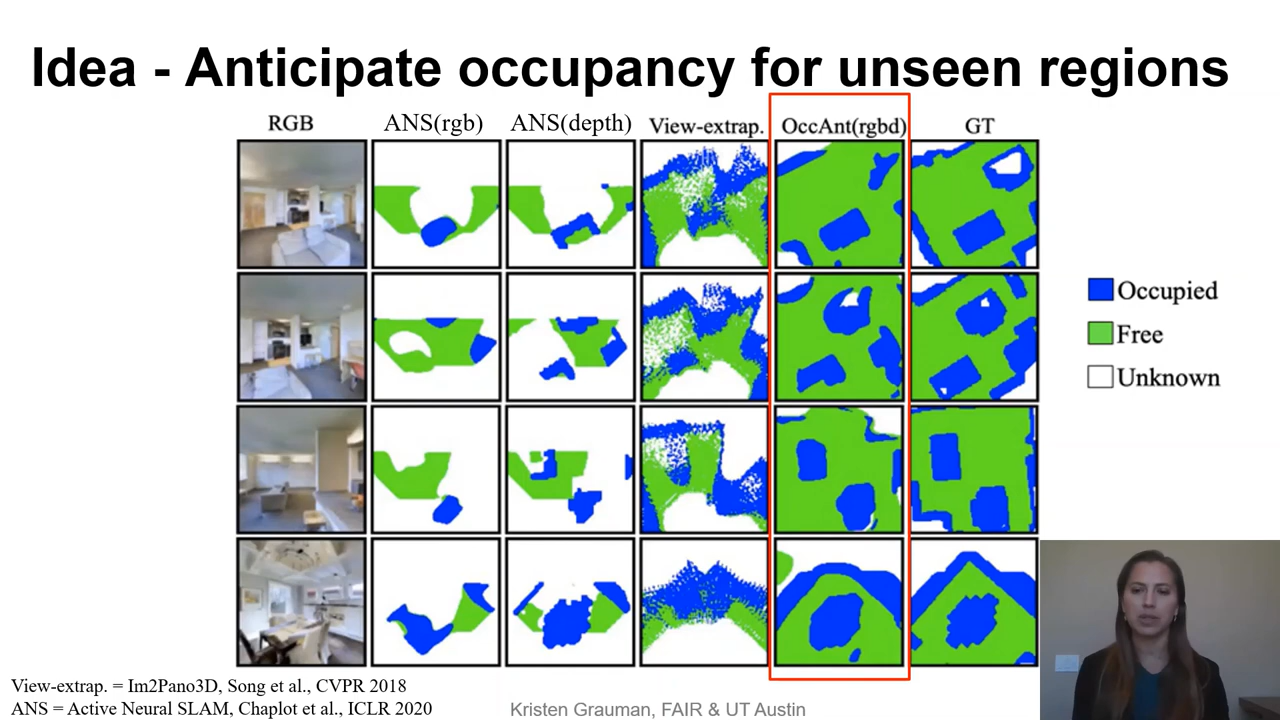 Idea - Anticipate occupancy for unseen regions
RGB
ANS(rgb)
ANS(depth)
View-extrap.
OccAnt(rgbd)
GT
Occupied
Free
Unknown
View-extrap. = Im2Pano3D, Song et al., CVPR 2018
ANS = Active Neural SLAM, Chaplot et al., ICLR 2020
Kristen Grauman, FAIR & UT Austin